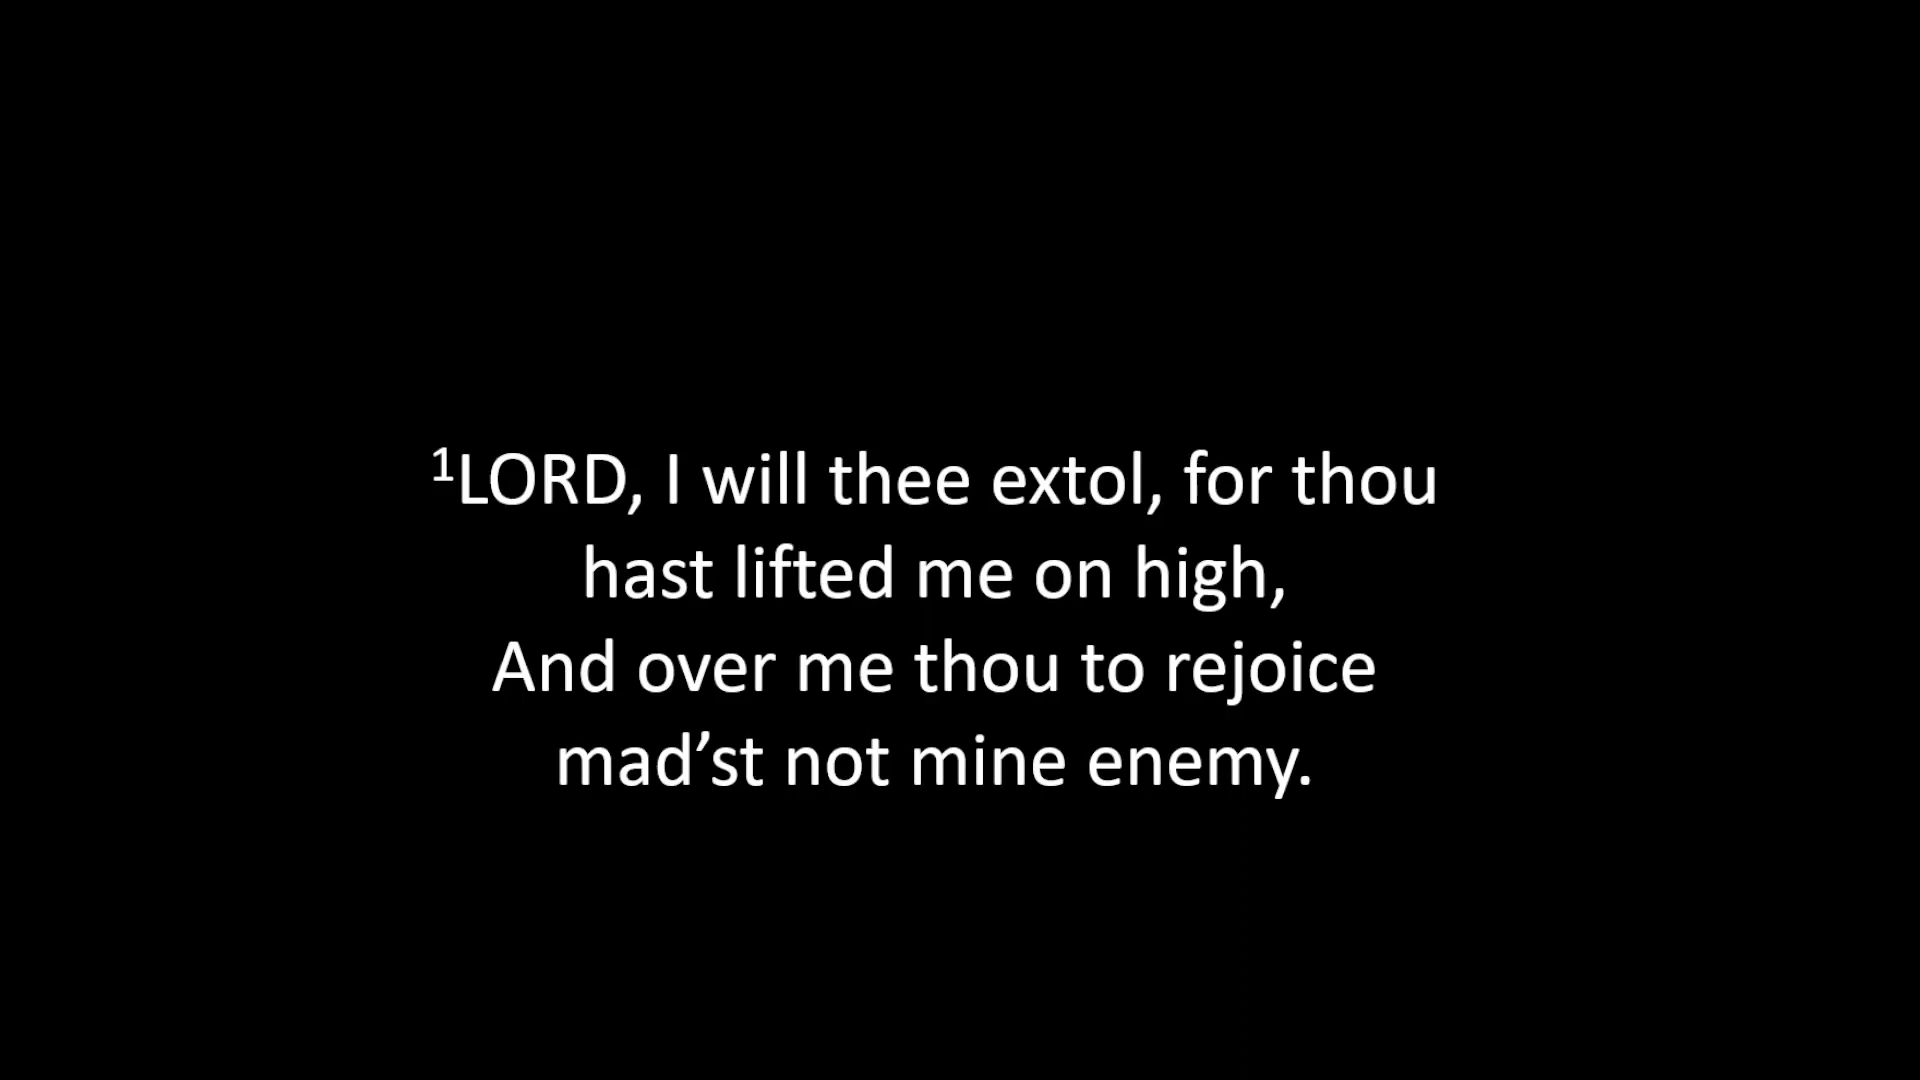 ¹LORD, I will thee extol, for thou
hast lifted me on high,
And over me thou to rejoice
mad’st not mine enemy.